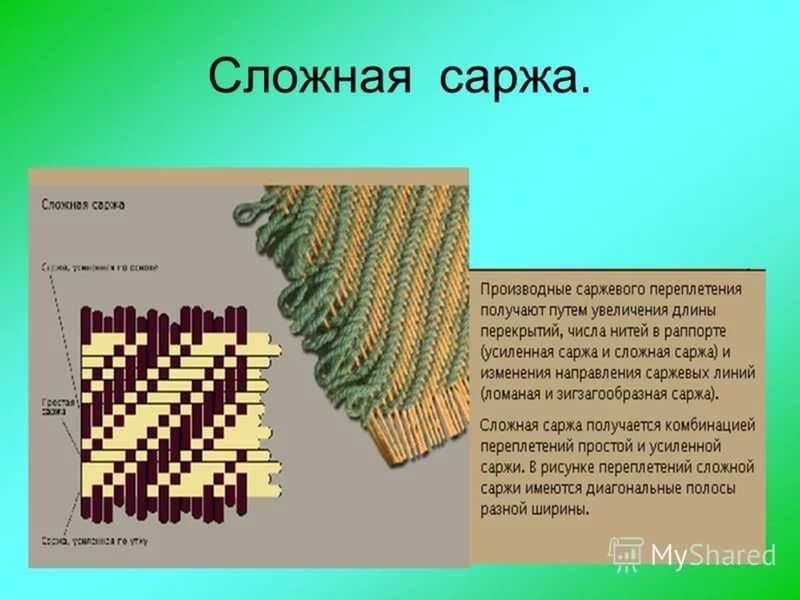 Сложная саржа.
Сложная саржа
Саржа, усиленная по основе
Простая
саржа
Саржа, усиленная по утку
Производные саржевого переплетения
получают путем увеличения длины
перекрытий, числа нитей в раппорте
(усиленная саржа и сложная саржа) и
изменения направления саржевых линий
(ломаная и зигзагообразная саржа).
Сложная саржа получается комбинацией
переплетений простой и усиленной
саржи. В рисунке переплетений сложной
саржи имеются диагональные полосы
разной ширины.
MyShared